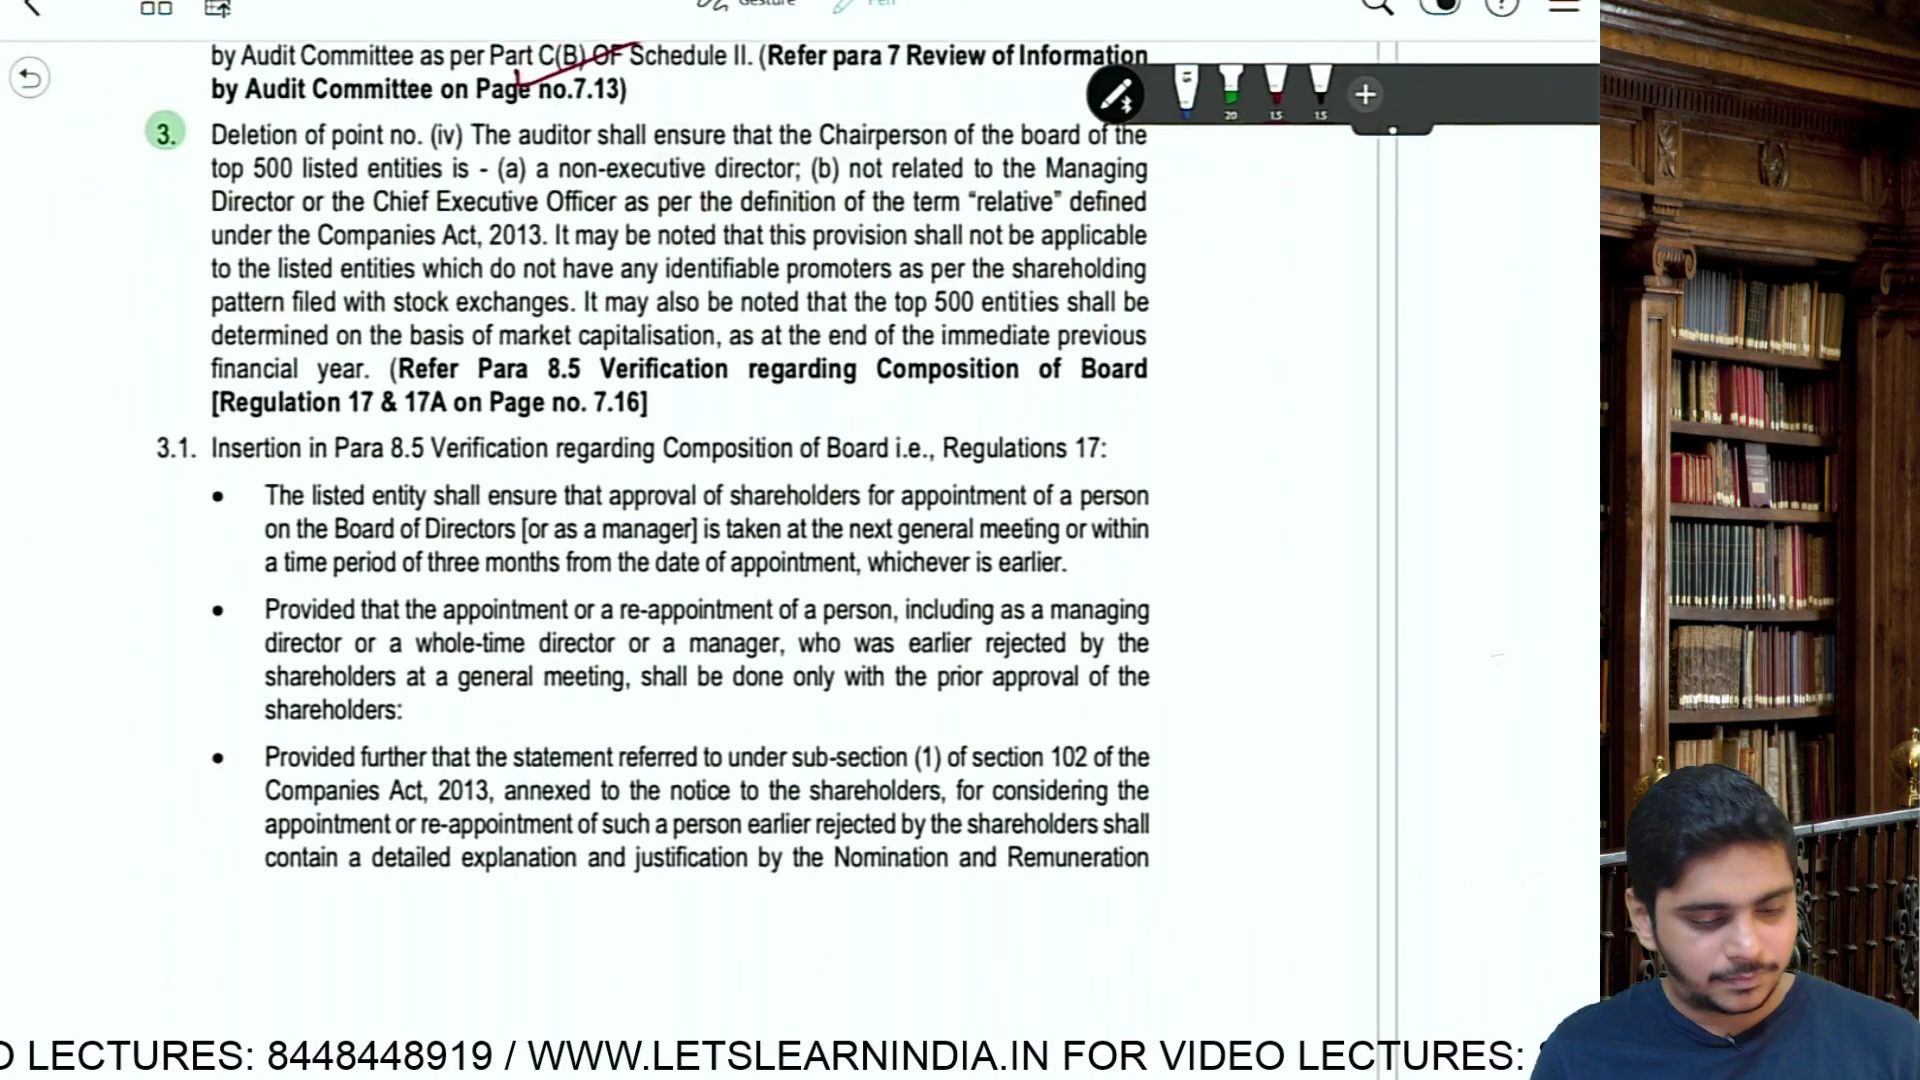 Gesture
Pen
by Audit Committee as per Part C(B) OF Schedule II. (Refer para 7 Review of Information
by Audit Committee on Page no.7.13)
20 15 15
3. Deletion of point no. (iv) The auditor shall ensure that the Chairperson of the board of the
top 500 listed entities is - (a) a non-executive director; (b) not related to the Managing
Director or the Chief Executive Officer as per the definition of the term “relative” defined
under the Companies Act, 2013. It may be noted that this provision shall not be applicable
to the listed entities which do not have any identifiable promoters as per the shareholding
pattern filed with stock exchanges. It may also be noted that the top 500 entities shall be
determined on the basis of market capitalisation, as at the end of the immediate previous
financial year. (Refer Para 8.5 Verification regarding Composition of Board
[Regulation 17 & 17A on Page no. 7.16]
3.1. Insertion in Para 8.5 Verification regarding Composition of Board i.e., Regulations 17:
• The listed entity shall ensure that approval of shareholders for appointment of a person
on the Board of Directors [or as a manager] is taken at the next general meeting or within
a time period of three months from the date of appointment, whichever is earlier.
• Provided that the appointment or a re-appointment of a person, including as a managing
director or a whole-time director or a manager, who was earlier rejected by the
shareholders at a general meeting, shall be done only with the prior approval of the
shareholders:
• Provided further that the statement referred to under sub-section (1) of section 102 of the
Companies Act, 2013, annexed to the notice to the shareholders, for considering the
appointment or re-appointment of such a person earlier rejected by the shareholders shall
contain a detailed explanation and justification by the Nomination and Remuneration
LECTURES: 8448448919 / WWW.LETSLEARNINDIA.IN FOR VIDEO LECTURES: